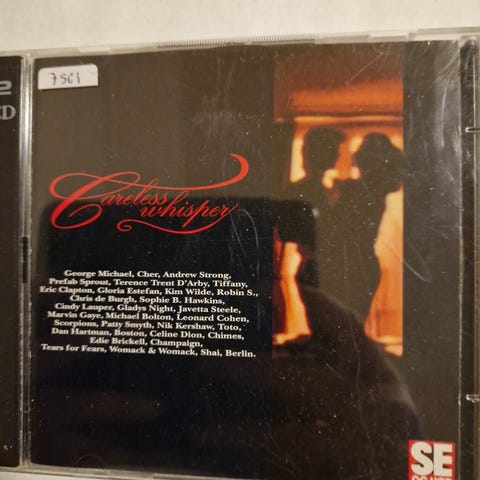 2
CD
7561
Careless
whisper
George Michael, Cher, Andrew Strong,
Prefab Sprout, Terence Trent D'Arby, Tiffany,
Eric Clapton, Gloria Estefan, Kim Wilde, Robin S.,
Chris de Burgh, Sophie B. Hawkins,
Cindy Lauper, Gladys Night, Javetta Steele,
Marvin Gaye, Michael Bolton, Leonard Cohen,
Scorpions, Patty Smyth, Nik Kershaw, Toto,
Dan Hartman, Boston, Celine Dion, Chimes,
Edie Brickell, Champaign,
Tears for Fears, Womack & Womack, Shai, Berlin.
SE